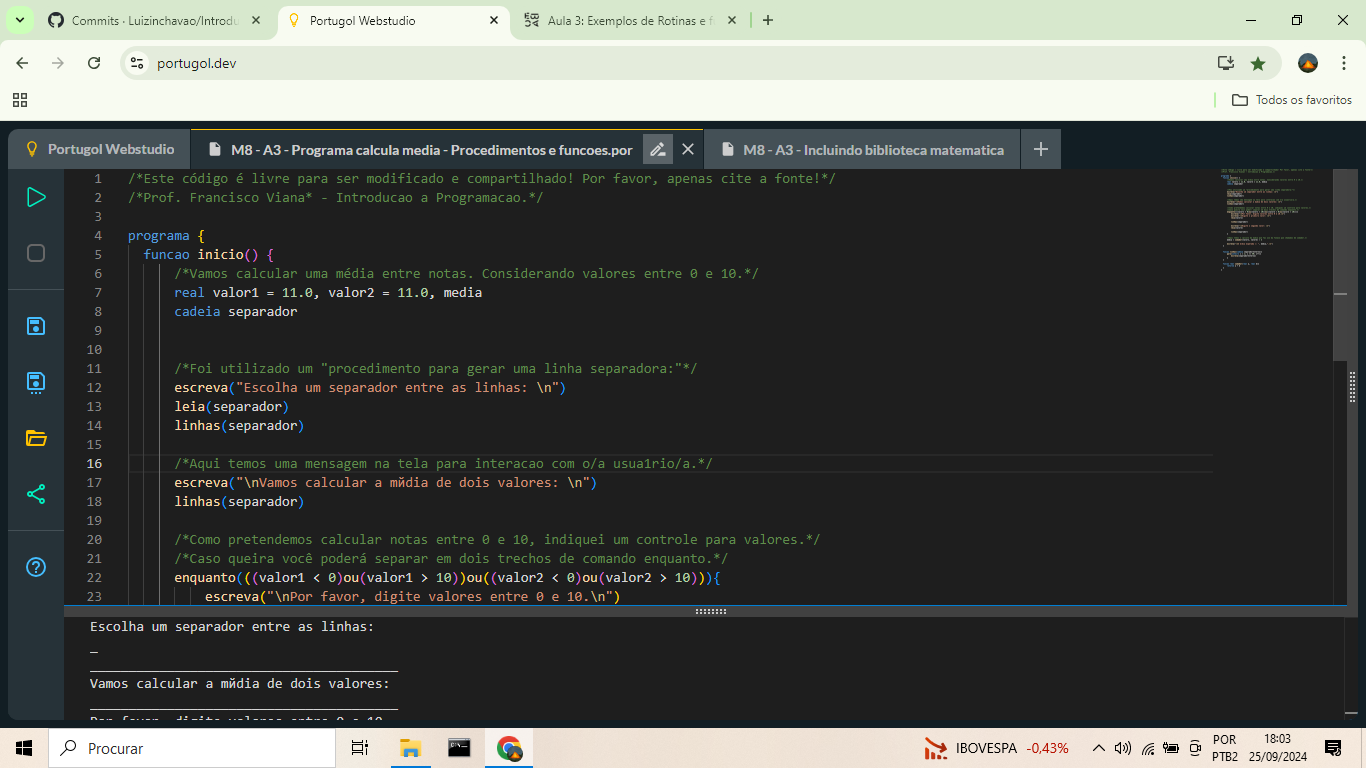 Commits · Luizinchavao/Introdu
Portugol Webstudio
Aula 3: Exemplos de Rotinas e f
portugol.dev
Todos os favoritos
Portugol Webstudio
M8 - A3 - Programa calcula media - Procedimentos e funcoes.por
M8 - A3 - Incluindo biblioteca matematica
1 /*Este código é livre para ser modificado e compartilhado! Por favor, apenas cite a fonte!*/
2 /*Prof. Francisco Viana* - Introducao a Programacao.*/
3
4 programa {
5 funcao inicio() {
6 /*Vamos calcular uma média entre notas. Considerando valores entre 0 e 10.*/
7 real valor1 = 11.0, valor2 = 11.0, media
8 cadeia separador
9
10
11 /*Foi utilizado um "procedimento para gerar uma linha separadora:"*/
12 escreva("Escolha um separador entre as linhas: \n")
13 leia(separador)
14 linhas(separador)
15
16 /*Aqui temos uma mensagem na tela para interacao com o/a usua1rio/a.*/
17 escreva("\nVamos calcular a mйdia de dois valores: \n")
18 linhas(separador)
19
20 /*Como pretendemos calcular notas entre 0 e 10, indiquei um controle para valores.*/
21 /*Caso queira você poderá separar em dois trechos de comando enquanto.*/
22 enquanto(((valor1 < 0)ou(valor1 > 10))ou((valor2 < 0)ou(valor2 > 10))){
23 escreva("\nPor favor, digite valores entre 0 e 10.\n")
Escolha um separador entre as linhas:
_
________________________________________
Vamos calcular a mйdia de dois valores:
________________________________________
Por favor, digite valores entre 0 e 10.
Procurar
IBOVESPA -0,43%
POR
PTB2
18:03
25/09/2024